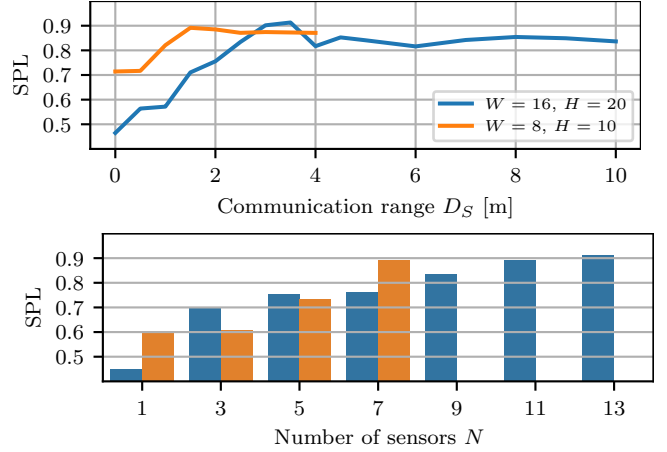 0.9
0.8
0.7
0.6
0.5
SPL
W = 16, H = 20
W = 8, H = 10
0 2 4 6 8 10
Communication range D_S [m]
0.9
0.8
0.7
0.6
0.5
SPL
1 3 5 7 9 11 13
Number of sensors N